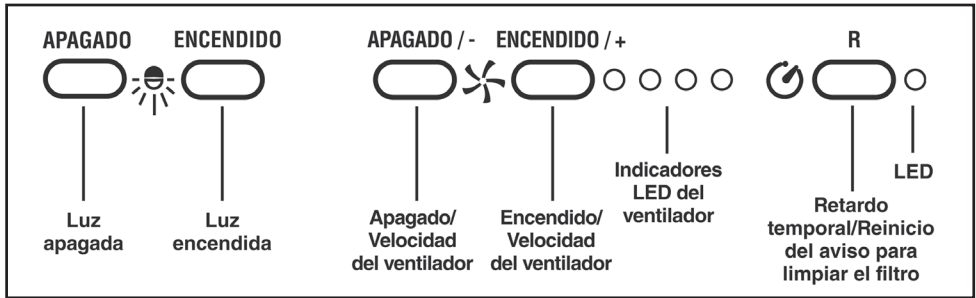 APAGADO ENCENDIDO APAGADO / - ENCENDIDO / + R
Luz
apagada
Luz
encendida
Apagado/
Velocidad
del ventilador
Encendido/
Velocidad
del ventilador
Indicadores
LED del
ventilador
Retardo
temporal/Reinicio
del aviso para
limpiar el filtro
LED